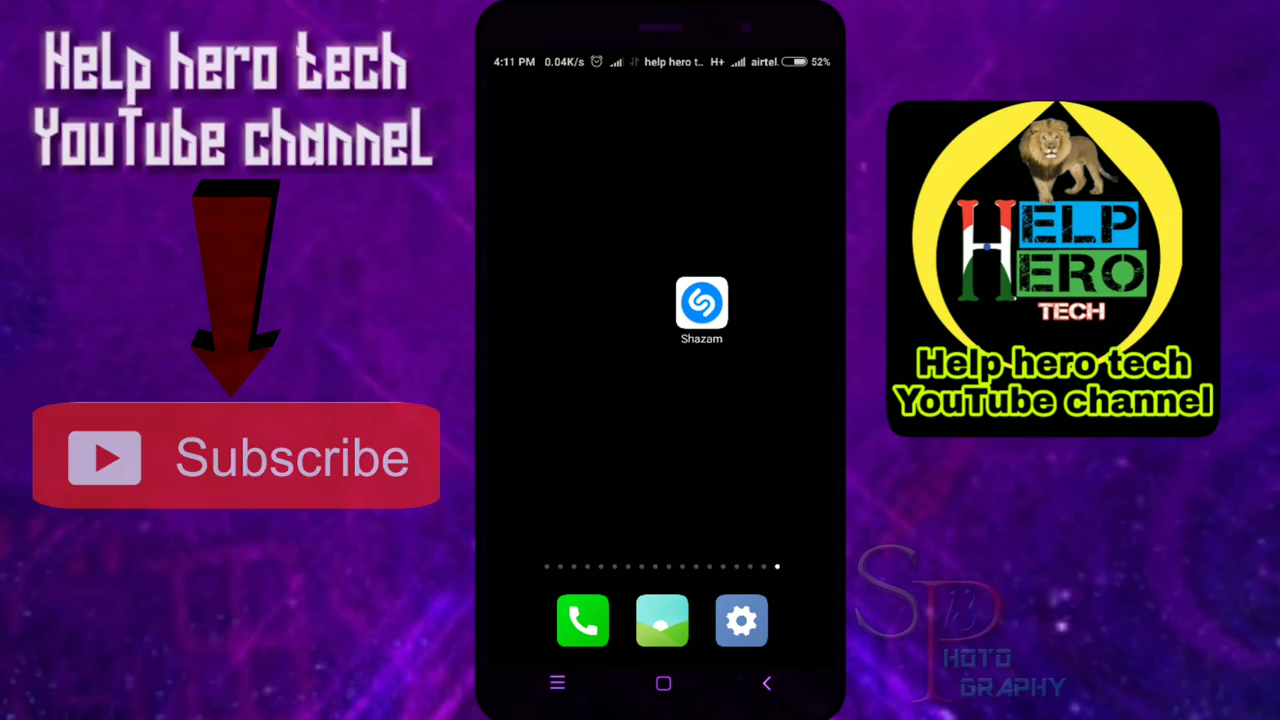 Help hero tech
YouTube channel
Subscribe
4:11 PM 0.04K/s help hero t.. H+ airtel. 52%
Shazam
HELP
HERO
TECH
Help hero tech
YouTube channel
SP
HOTO
GRAPHY